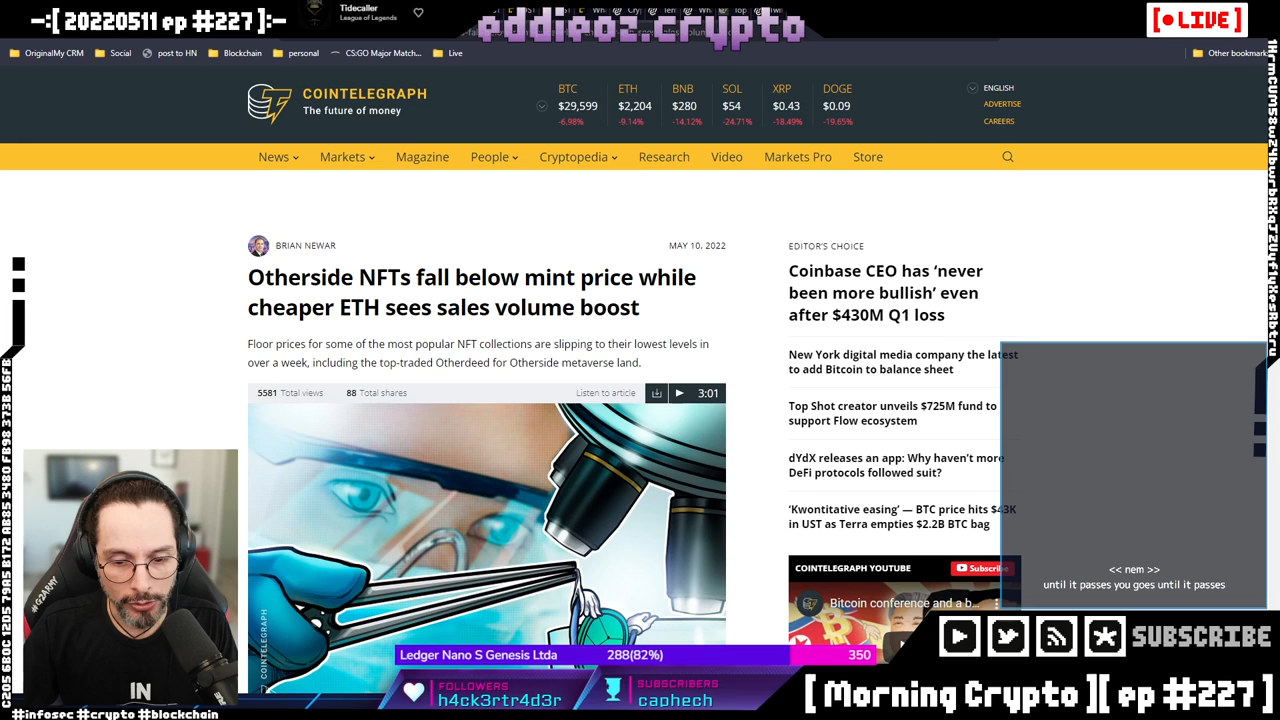 -:[ 20220511 ep #227 ]:-
Tidecaller
League of Legends
eddieoz.crypto
[ LIVE ]
OriginalMy CRM
Social
post to HN
Blockchain
personal
CS:GO Major Match...
Live
Other bookmark
COINTELEGRAPH
The future of money
BTC ETH BNB SOL XRP DOGE
$29,599 $2,204 $280 $54 $0.43 $0.09
-6.98% -9.14% -14.12% -24.71% -18.49% -19.65%
ENGLISH
ADVERTISE
CAREERS
News Markets Magazine People Cryptopedia Research Video Markets Pro Store
BRIAN NEWAR
MAY 10, 2022
Otherside NFTs fall below mint price while
cheaper ETH sees sales volume boost
Floor prices for some of the most popular NFT collections are slipping to their lowest levels in
over a week, including the top-traded Otherdeed for Otherside metaverse land.
5581 Total views 88 Total shares
Listen to article
3:01
EDITOR'S CHOICE
Coinbase CEO has ‘never
been more bullish’ even
after $430M Q1 loss
New York digital media company the latest
to add Bitcoin to balance sheet
Top Shot creator unveils $725M fund to
support Flow ecosystem
dYdX releases an app: Why haven't more
DeFi protocols followed suit?
‘Kwontitative easing’ — BTC price hits $43K
in UST as Terra empties $2.2B BTC bag
COINTELEGRAPH YOUTUBE
Subscribe
Bitcoin conference and a b...
<< nem >>
until it passes you goes until it passes
COINTELEGRAPH
#G2ARMY
IN
Ledger Nano S Genesis Ltda 288(82%) 350
FOLLOWERS
h4ck3rtr4d3r
SUBSCRIBERS
caphech
SUBSCRIBE
[ Morning Crypto ][ ep #227 ]
#infosec #crypto #blockchain